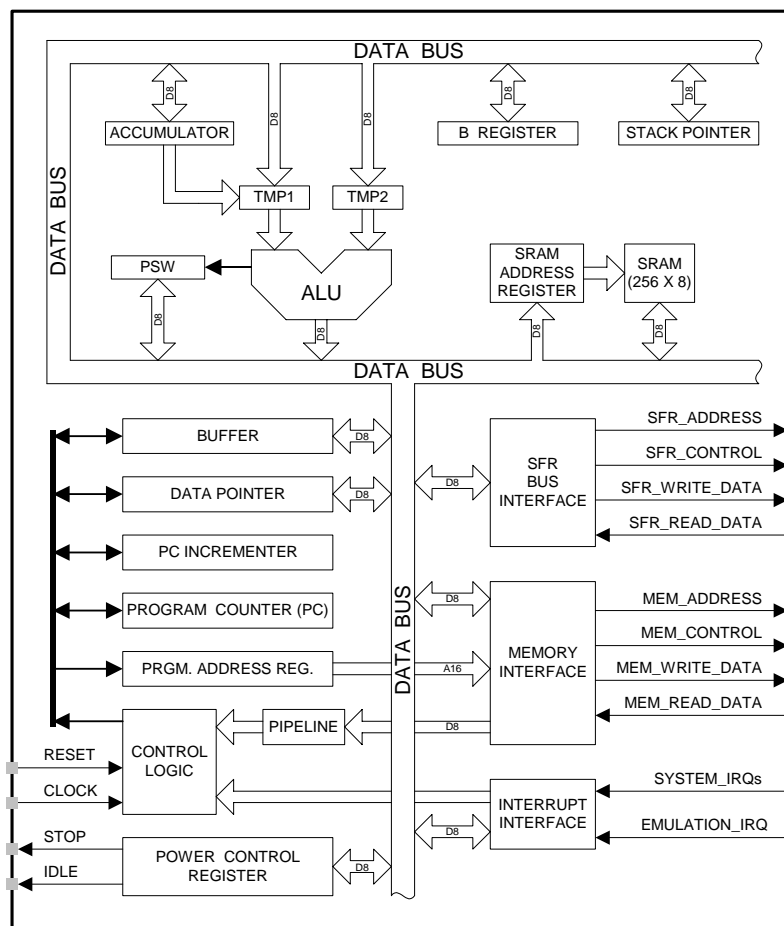 DATA BUS
D8
D8
D8
D8
D8
ACCUMULATOR
B REGISTER
STACK POINTER
DATA BUS
TMP1
TMP2
PSW
ALU
SRAM
ADDRESS
REGISTER
SRAM
(256 X 8)
D8
D8
D8
D8
DATA BUS
BUFFER
D8
DATA POINTER
D8
PC INCREMENTER
PROGRAM COUNTER (PC)
PRGM. ADDRESS REG.
A16
PIPELINE
D8
CONTROL
LOGIC
RESET
CLOCK
STOP
IDLE
POWER CONTROL
REGISTER
D8
DATA BUS
D8
SFR
BUS
INTERFACE
SFR_ADDRESS
SFR_CONTROL
SFR_WRITE_DATA
SFR_READ_DATA
D8
MEMORY
INTERFACE
MEM_ADDRESS
MEM_CONTROL
MEM_WRITE_DATA
MEM_READ_DATA
D8
INTERRUPT
INTERFACE
SYSTEM_IRQs
EMULATION_IRQ